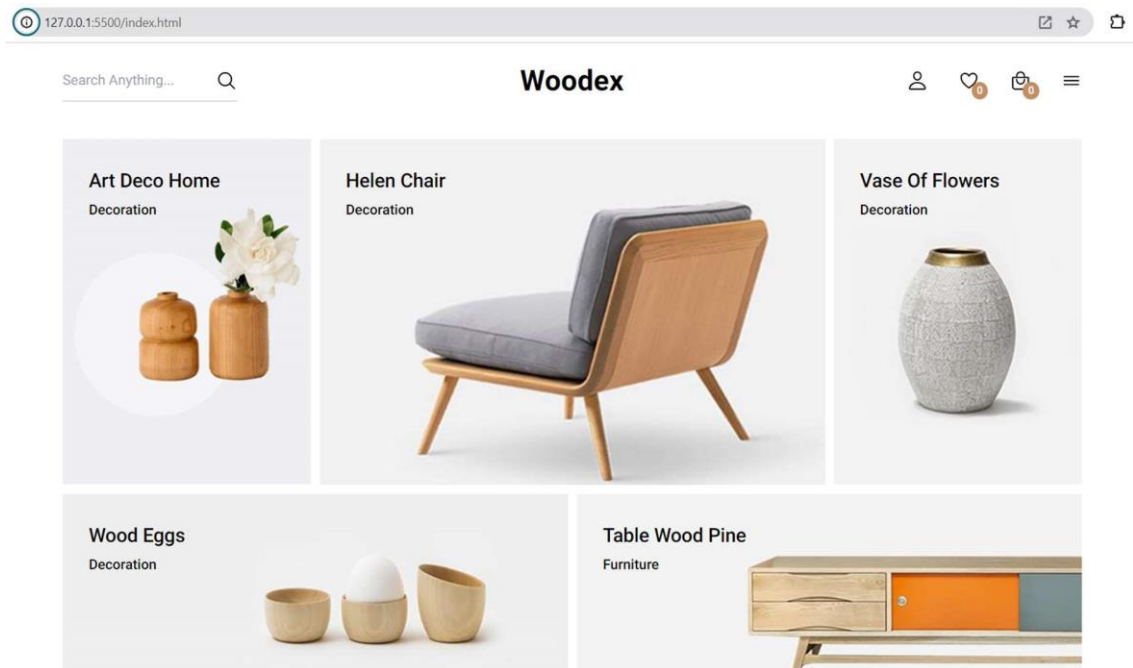 127.0.0.1:5500/index.html
Search Anything...
Woodex
0
0
Art Deco Home
Decoration
Helen Chair
Decoration
Vase Of Flowers
Decoration
Wood Eggs
Decoration
Table Wood Pine
Furniture